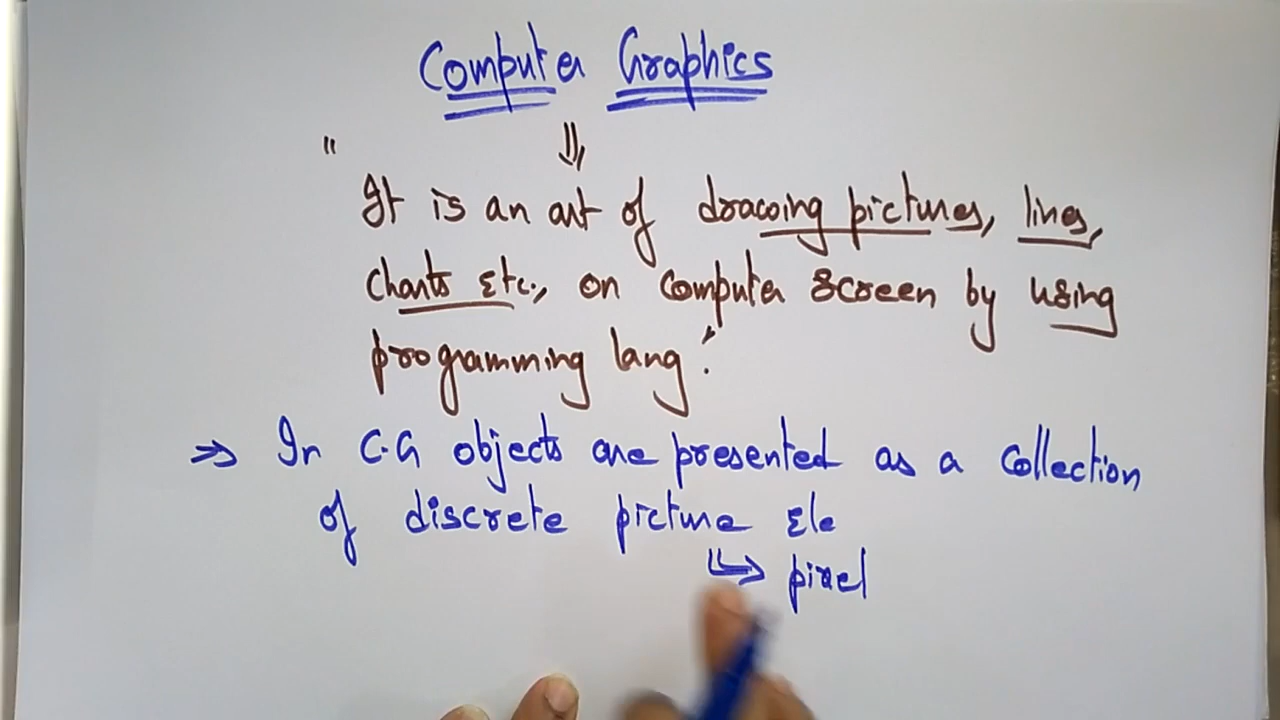 Computer Graphics
⇓
" It is an art of drawing pictures, lines,
charts Etc., on computer screen by using
programming lang".
⇒ In C.G objects are presented as a collection
of discrete picture Ele
↳ pixel